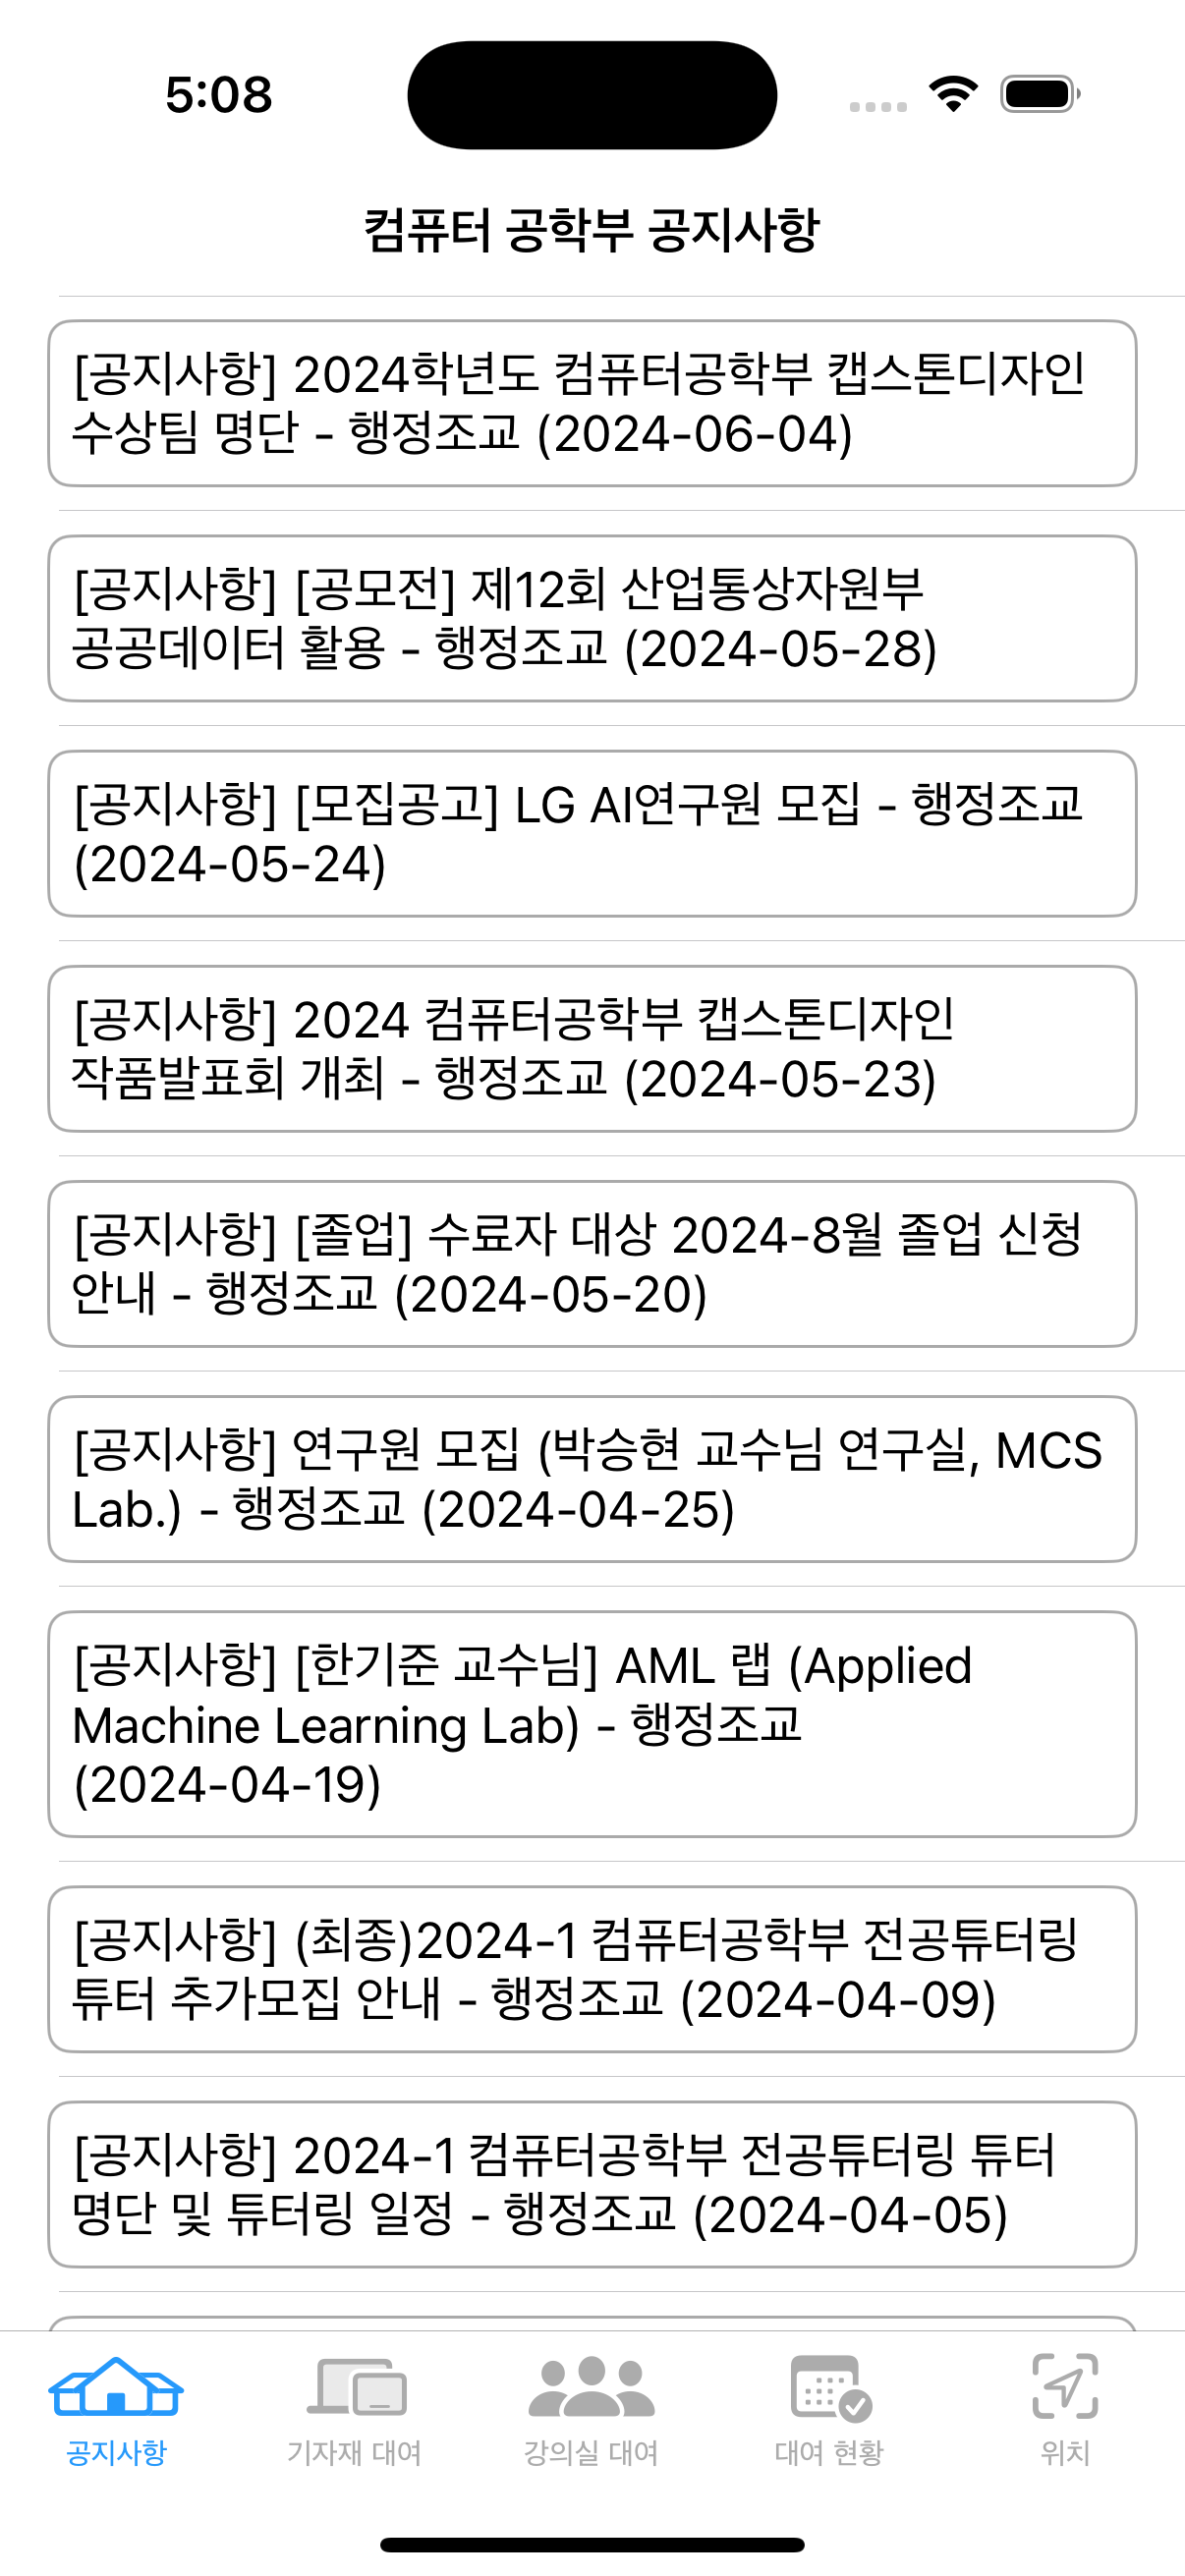 5:08
컴퓨터 공학부 공지사항
[공지사항] 2024학년도 컴퓨터공학부 캡스톤디자인
수상팀 명단 - 행정조교 (2024-06-04)
[공지사항] [공모전] 제12회 산업통상자원부
공공데이터 활용 - 행정조교 (2024-05-28)
[공지사항] [모집공고] LG AI연구원 모집 - 행정조교
(2024-05-24)
[공지사항] 2024 컴퓨터공학부 캡스톤디자인
작품발표회 개최 - 행정조교 (2024-05-23)
[공지사항] [졸업] 수료자 대상 2024-8월 졸업 신청
안내 - 행정조교 (2024-05-20)
[공지사항] 연구원 모집 (박승현 교수님 연구실, MCS
Lab.) - 행정조교 (2024-04-25)
[공지사항] [한기준 교수님] AML 랩 (Applied
Machine Learning Lab) - 행정조교
(2024-04-19)
[공지사항] (최종)2024-1 컴퓨터공학부 전공튜터링
튜터 추가모집 안내 - 행정조교 (2024-04-09)
[공지사항] 2024-1 컴퓨터공학부 전공튜터링 튜터
명단 및 튜터링 일정 - 행정조교 (2024-04-05)
공지사항 기자재 대여 강의실 대여 대여 현황 위치